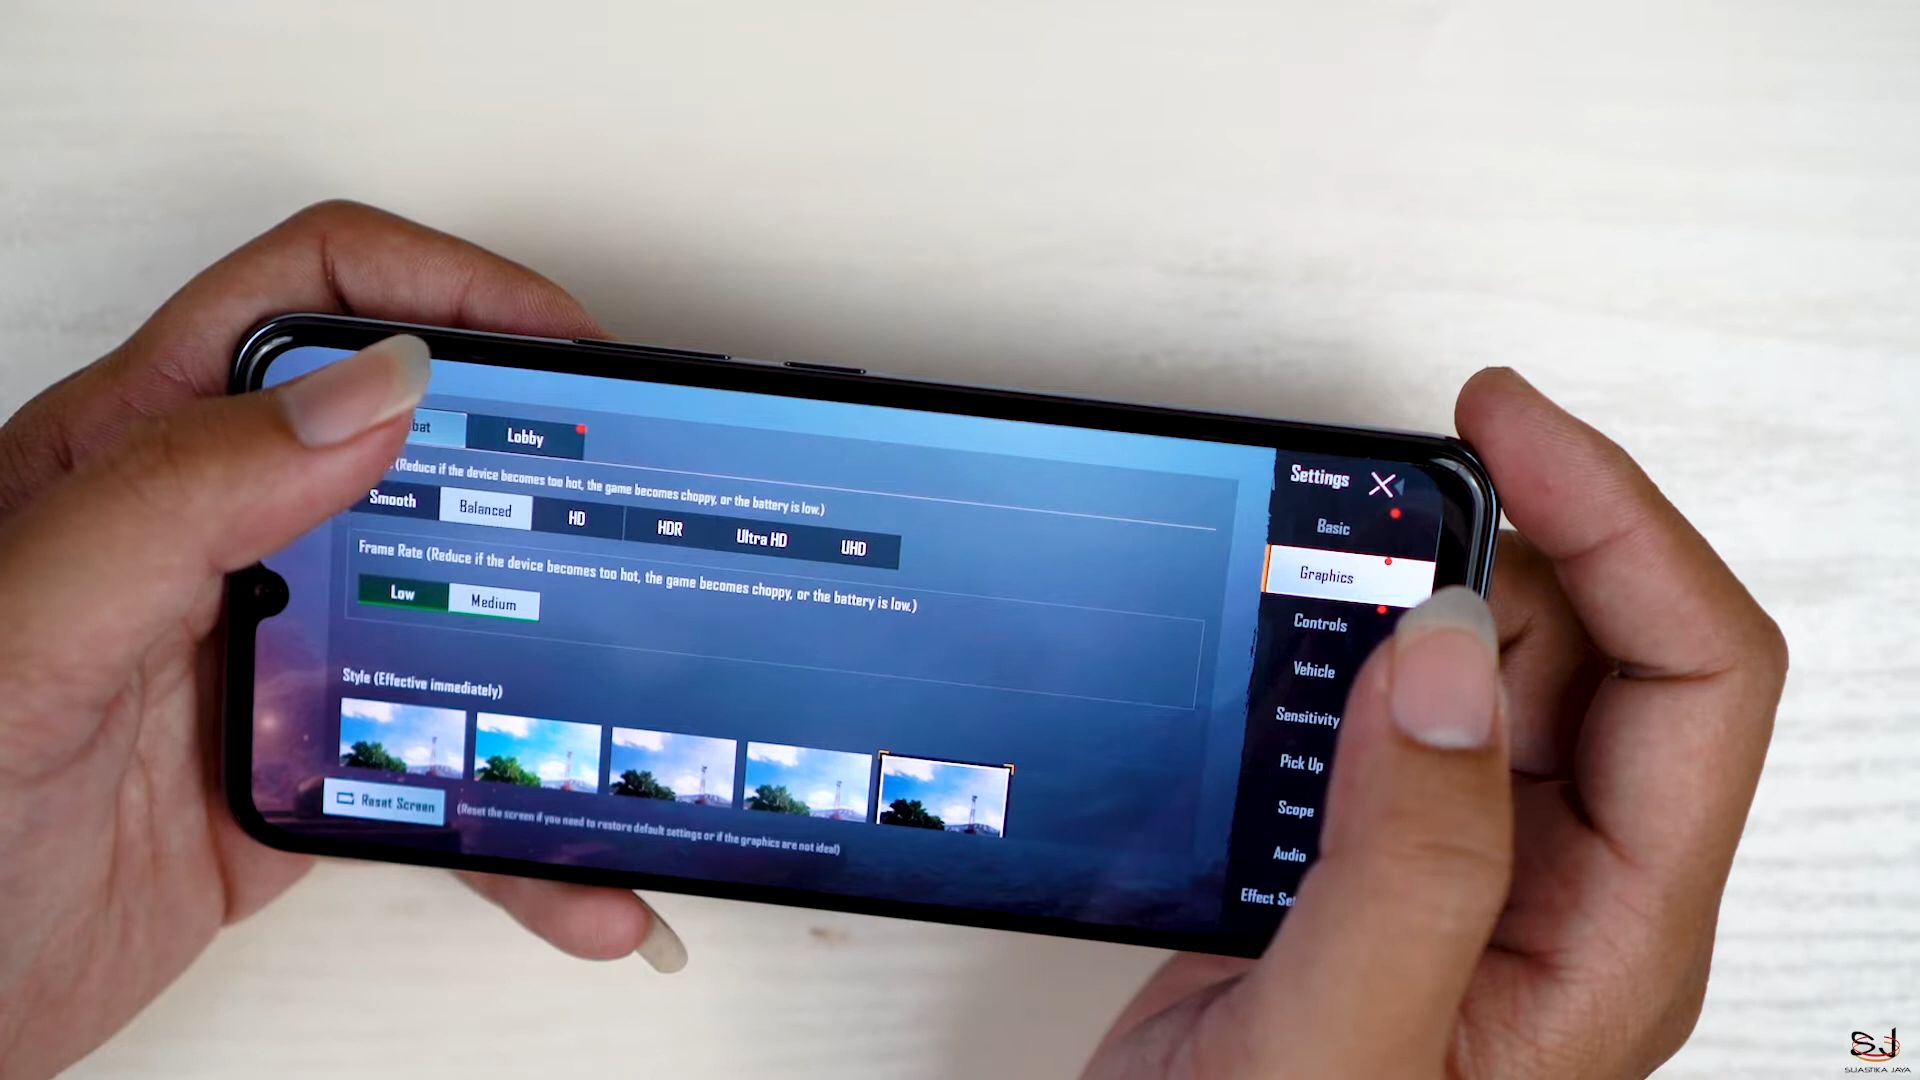 Lobby
(Reduce if the device becomes too hot, the game becomes choppy, or the battery is low.)
Smooth Balanced HD HDR Ultra HD UHD
Frame Rate (Reduce if the device becomes too hot, the game becomes choppy, or the battery is low.)
Low Medium
Style (Effective immediately)
Reset Screen (Reset the screen if you need to restore default settings or if the graphics are not ideal)
Settings
Basic
Graphics
Controls
Vehicle
Sensitivity
Pick Up
Scope
Audio
Effect
SJ
SUASTIKA JAYA